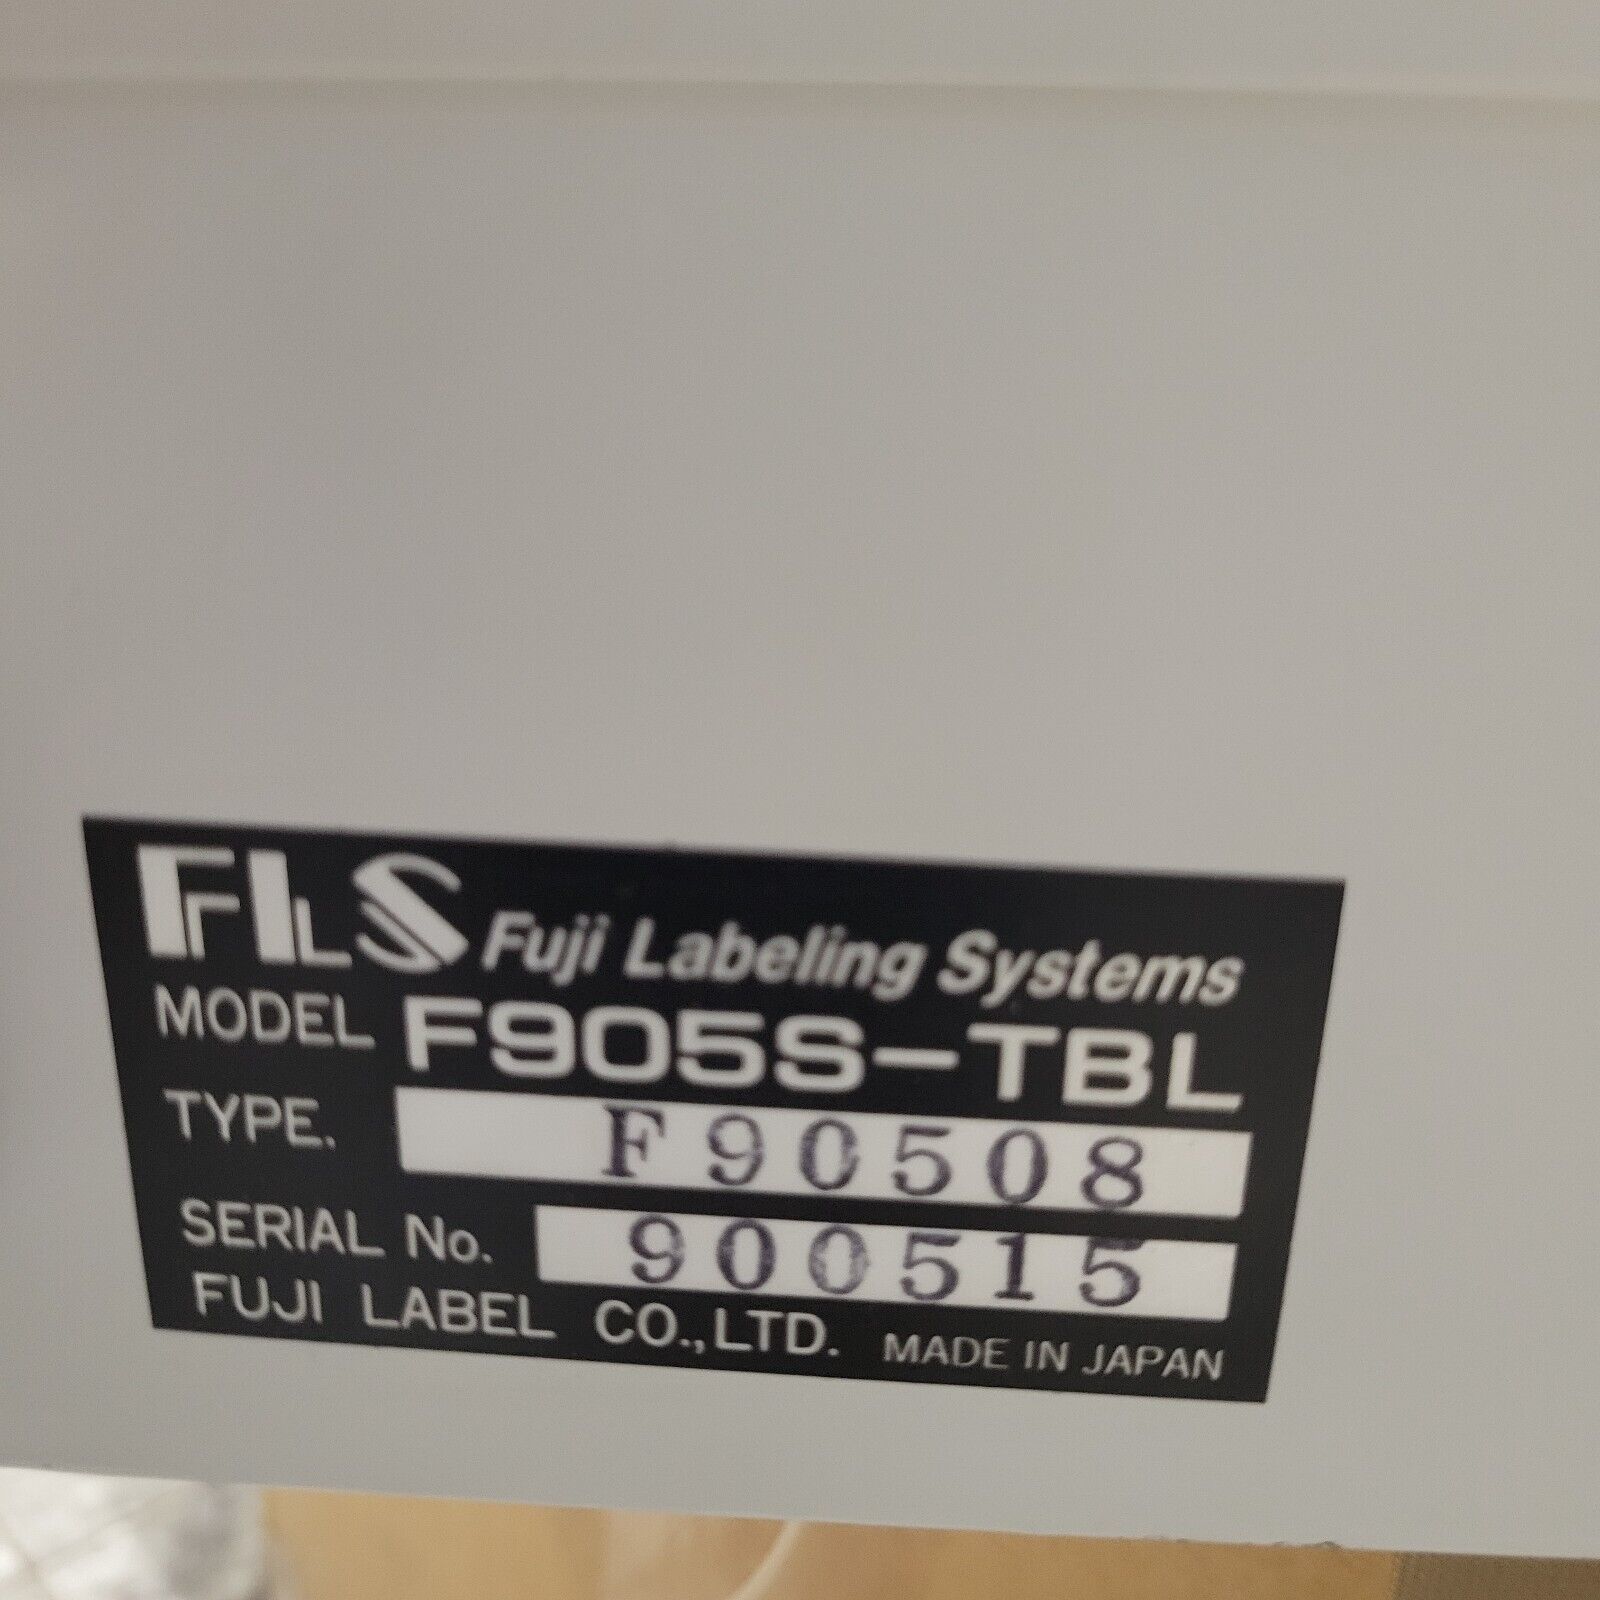 FLS Fuji Labeling Systems
MODEL F905S-TBL
TYPE. F90508
SERIAL No. 900515
FUJI LABEL CO.,LTD. MADE IN JAPAN